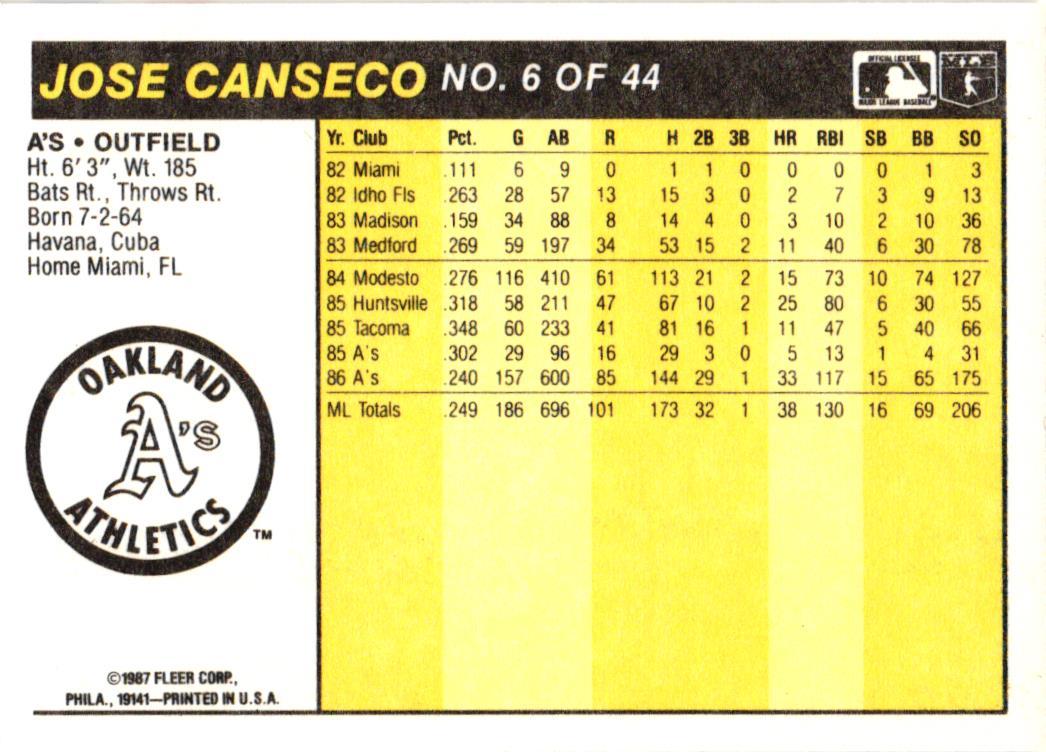 JOSE CANSECO NO. 6 OF 44
OFFICIAL LICENSEE
MAJOR LEAGUE BASEBALL
A'S • OUTFIELD
Ht. 6' 3", Wt. 185
Bats Rt., Throws Rt.
Born 7-2-64
Havana, Cuba
Home Miami, FL
OAKLAND
A's
ATHLETICS
TM
©1987 FLEER CORP.,
PHILA., 19141—PRINTED IN U.S.A.
Yr. Club Pct. G AB R H 2B 3B HR RBI SB BB SO
82 Miami .111 6 9 0 1 1 0 0 0 0 1 3
82 Idho Fls .263 28 57 13 15 3 0 2 7 3 9 13
83 Madison .159 34 88 8 14 4 0 3 10 2 10 36
83 Medford .269 59 197 34 53 15 2 11 40 6 30 78
84 Modesto .276 116 410 61 113 21 2 15 73 10 74 127
85 Huntsville .318 58 211 47 67 10 2 25 80 6 30 55
85 Tacoma .348 60 233 41 81 16 1 11 47 5 40 66
85 A's .302 29 96 16 29 3 0 5 13 1 4 31
86 A's .240 157 600 85 144 29 1 33 117 15 65 175
ML Totals .249 186 696 101 173 32 1 38 130 16 69 206